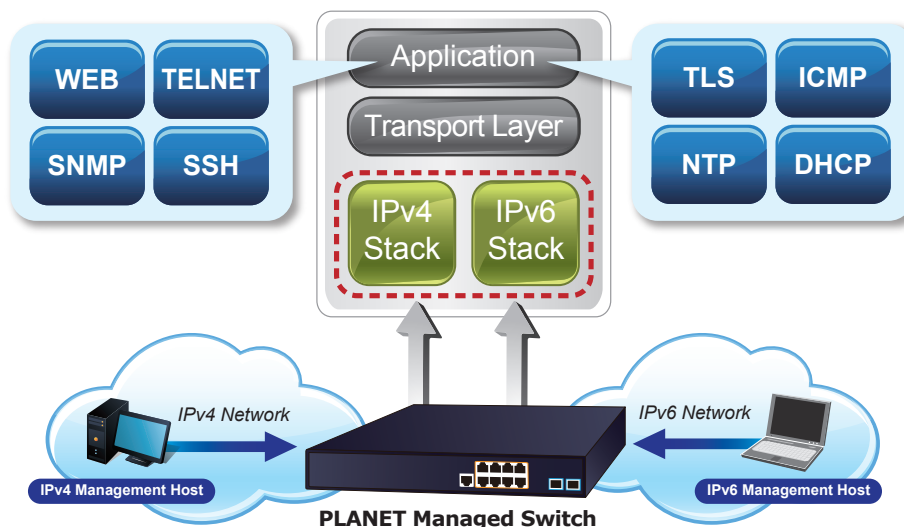 WEB
TELNET
SNMP
SSH
Application
Transport Layer
IPv4
Stack
IPv6
Stack
TLS
ICMP
NTP
DHCP
IPv4 Network
IPv4 Management Host
IPv6 Network
IPv6 Management Host
PLANET Managed Switch